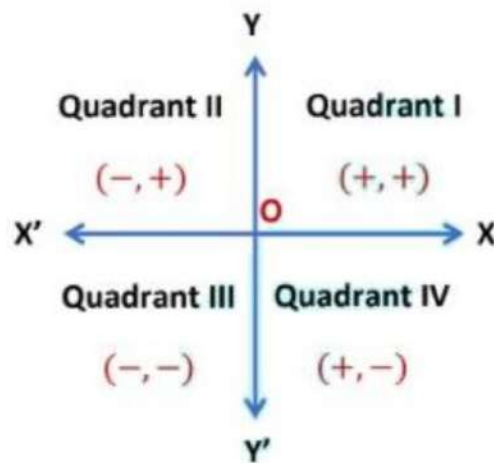 Y
Quadrant II Quadrant I
(−,+) (+,+)
O
X' X
Quadrant III Quadrant IV
(−,−) (+,−)
Y'